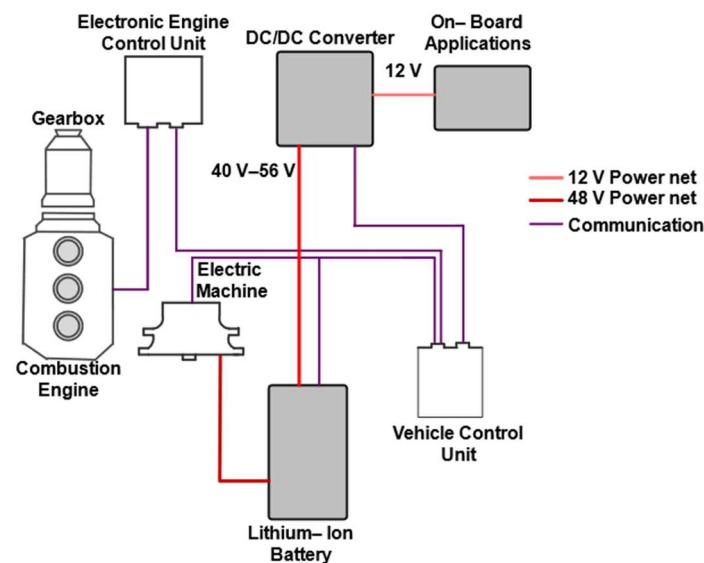 Electronic Engine
Control Unit
DC/DC Converter
On– Board
Applications
12 V
Gearbox
40 V–56 V
12 V Power net
48 V Power net
Communication
Electric
Machine
Combustion
Engine
Vehicle Control
Unit
Lithium– Ion
Battery